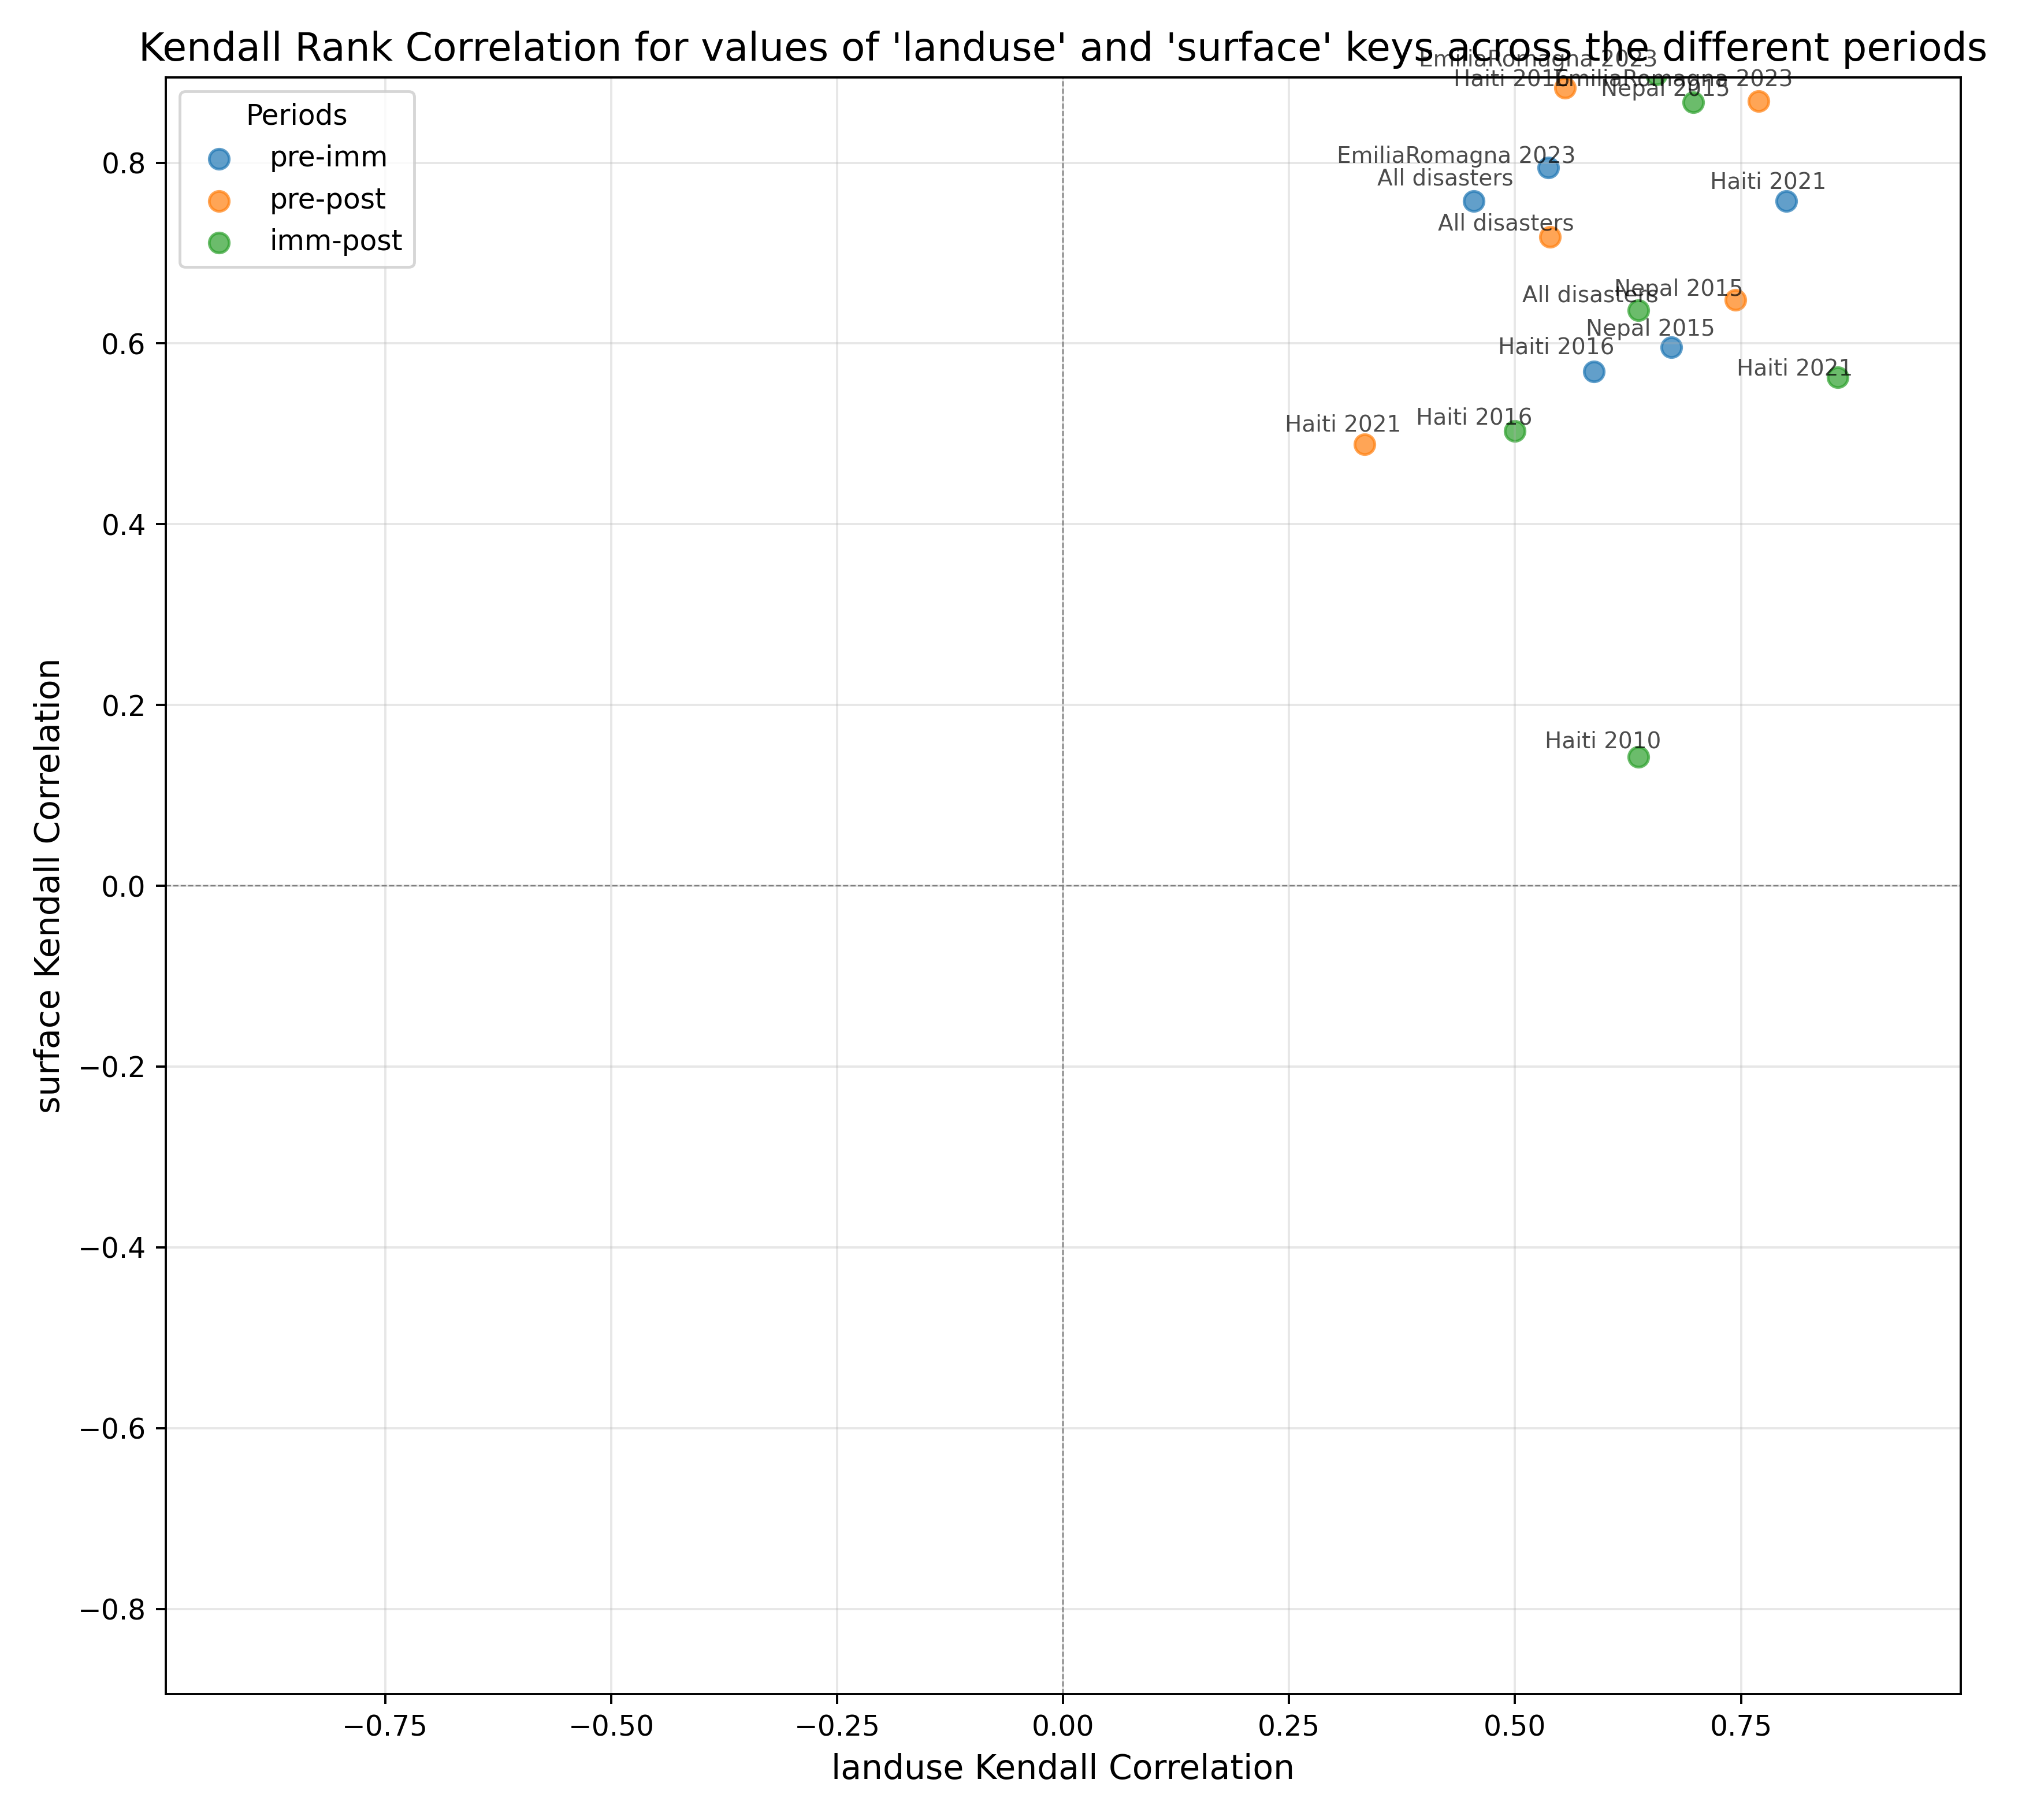 Kendall Rank Correlation for values of 'landuse' and 'surface' keys across the different periods
EmiliaRomagna 2023
Haiti 2016
EmiliaRomagna 2023
Nepal 2015
Periods
pre-imm
pre-post
imm-post
EmiliaRomagna 2023
All disasters
Haiti 2021
All disasters
Nepal 2015
All disasters
Nepal 2015
Haiti 2016
Haiti 2021
Haiti 2016
Haiti 2021
Haiti 2010
0.8
0.6
0.4
0.2
0.0
−0.2
−0.4
−0.6
−0.8
surface Kendall Correlation
−0.75
−0.50
−0.25
0.00
0.25
0.50
0.75
landuse Kendall Correlation